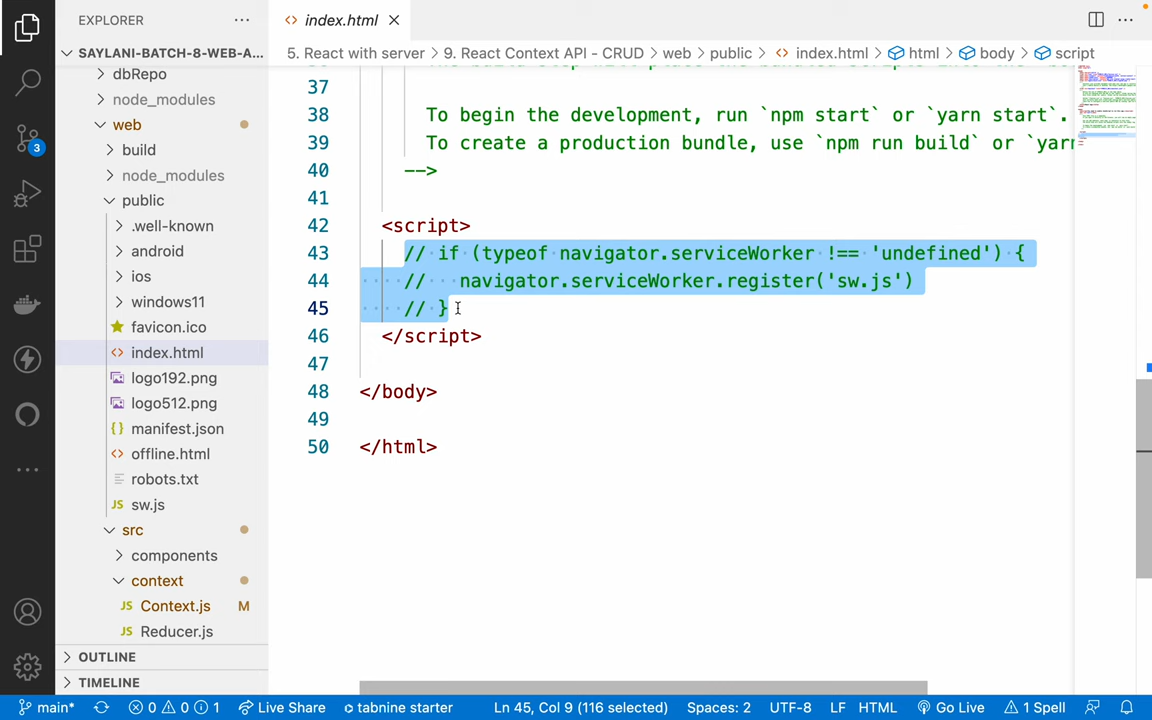 EXPLORER
index.html
SAYLANI-BATCH-8-WEB-A...
5. React with server > 9. React Context API - CRUD > web > public > index.html > html > body > script
dbRepo
node_modules
web
build
node_modules
public
.well-known
android
ios
windows11
favicon.ico
index.html
logo192.png
logo512.png
manifest.json
offline.html
robots.txt
sw.js
src
components
context
Context.js M
Reducer.js
OUTLINE
TIMELINE
3
37
38 To begin the development, run `npm start` or `yarn start`.
39 To create a production bundle, use `npm run build` or `yarn
40 -->
41
42 <script>
43 // if (typeof navigator.serviceWorker !== 'undefined') {
44 //   navigator.serviceWorker.register('sw.js')
45 // }
46 </script>
47
48 </body>
49
50 </html>
main* 0 0 1 Live Share tabnine starter Ln 45, Col 9 (116 selected) Spaces: 2 UTF-8 LF HTML Go Live 1 Spell